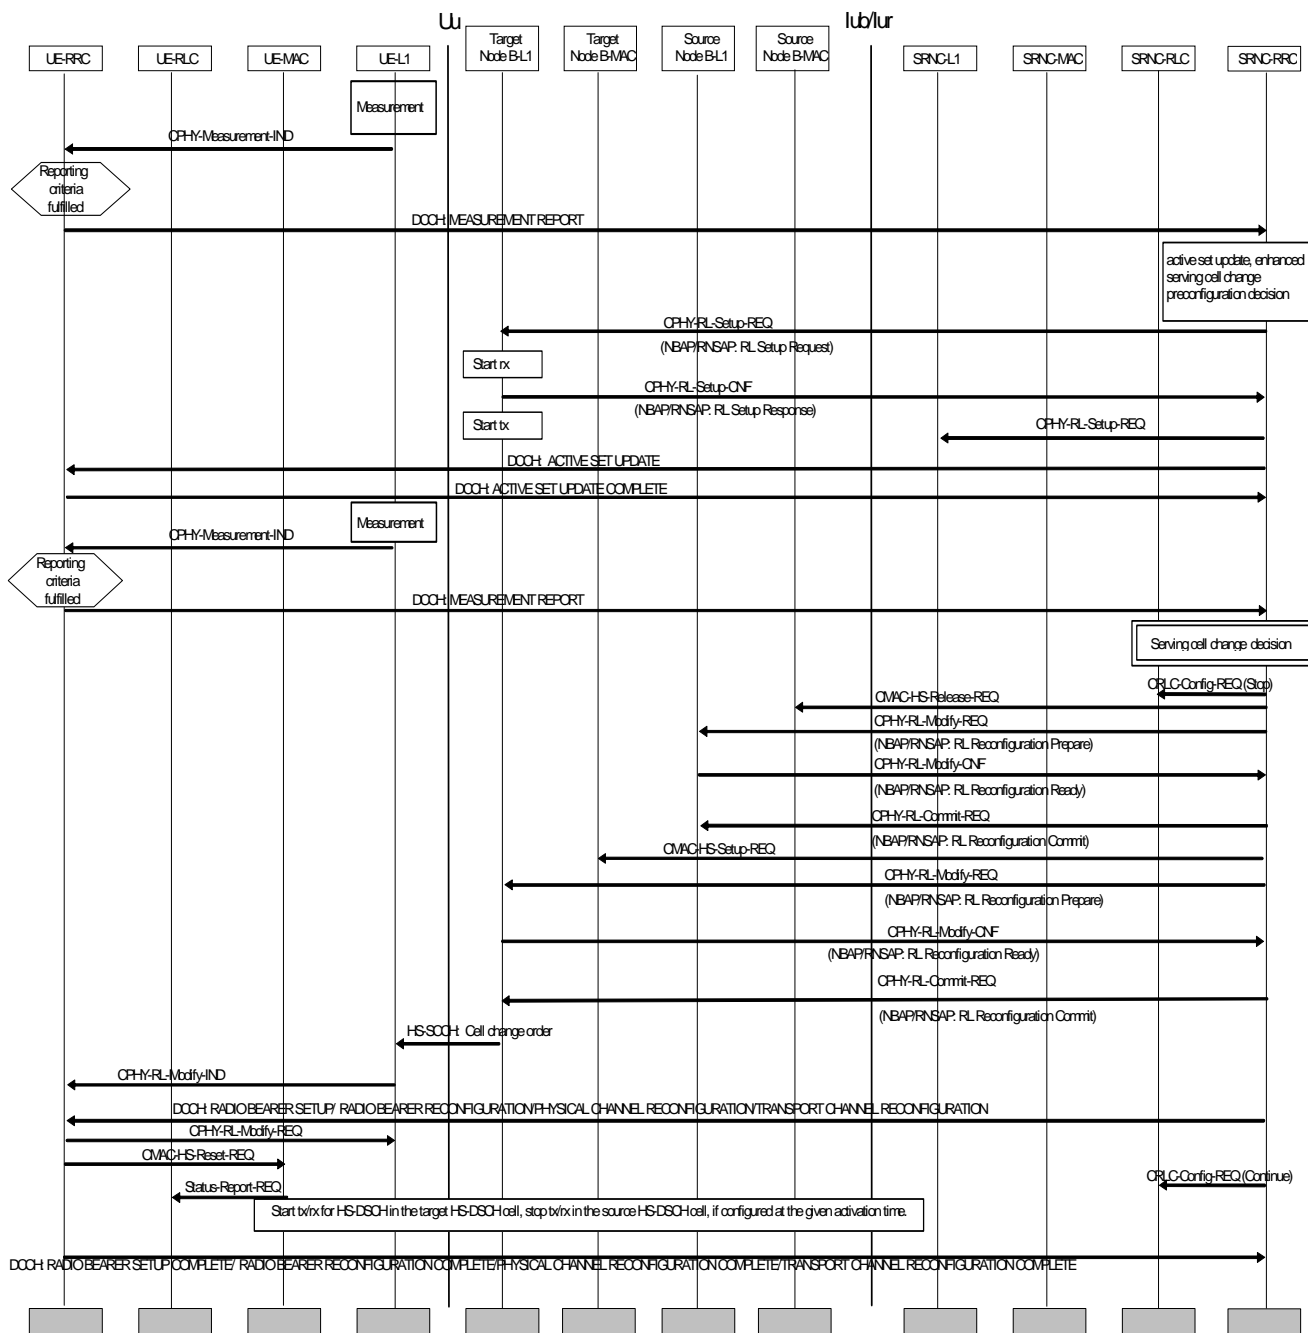 Uu
Iub/Iur
UE-RRC
UE-RLC
UE-MAC
UE-L1
Target
Node B-L1
Target
Node B-MAC
Source
Node B-L1
Source
Node B-MAC
SRNC-L1
SRNC-MAC
SRNC-RLC
SRNC-RRC
Measurement
CPHY-Measurement-IND
Reporting
criteria
fulfilled
DCCH: MEASUREMENT REPORT
active set update, enhanced
serving cell change
preconfiguration decision
CPHY-RL-Setup-REQ
(NBAP/RNSAP: RL Setup Request)
Start rx
CPHY-RL-Setup-CNF
(NBAP/RNSAP: RL Setup Response)
Start tx
CPHY-RL-Setup-REQ
DCCH: ACTIVE SET UPDATE
DCCH: ACTIVE SET UPDATE COMPLETE
Measurement
CPHY-Measurement-IND
Reporting
criteria
fulfilled
DCCH: MEASUREMENT REPORT
Serving cell change decision
CRLC-Config-REQ (Stop)
CMAC-HS-Release-REQ
CPHY-RL-Modify-REQ
(NBAP/RNSAP: RL Reconfiguration Prepare)
CPHY-RL-Modify-CNF
(NBAP/RNSAP: RL Reconfiguration Ready)
CPHY-RL-Commit-REQ
(NBAP/RNSAP: RL Reconfiguration Commit)
CMAC-HS-Setup-REQ
CPHY-RL-Modify-REQ
(NBAP/RNSAP: RL Reconfiguration Prepare)
CPHY-RL-Modify-CNF
(NBAP/RNSAP: RL Reconfiguration Ready)
CPHY-RL-Commit-REQ
(NBAP/RNSAP: RL Reconfiguration Commit)
HS-SCCH: Cell change order
CPHY-RL-Modify-IND
DCCH: RADIO BEARER SETUP/ RADIO BEARER RECONFIGURATION/PHYSICAL CHANNEL RECONFIGURATION/TRANSPORT CHANNEL RECONFIGURATION
CPHY-RL-Modify-REQ
CMAC-HS-Reset-REQ
CRLC-Config-REQ (Continue)
Status-Report-REQ
Start tx/rx for HS-DSCH in the target HS-DSCH cell, stop tx/rx in the source HS-DSCH cell, if configured at the given activation time.
DCCH: RADIO BEARER SETUP COMPLETE/ RADIO BEARER RECONFIGURATION COMPLETE/PHYSICAL CHANNEL RECONFIGURATION COMPLETE/TRANSPORT CHANNEL RECONFIGURATION COMPLETE